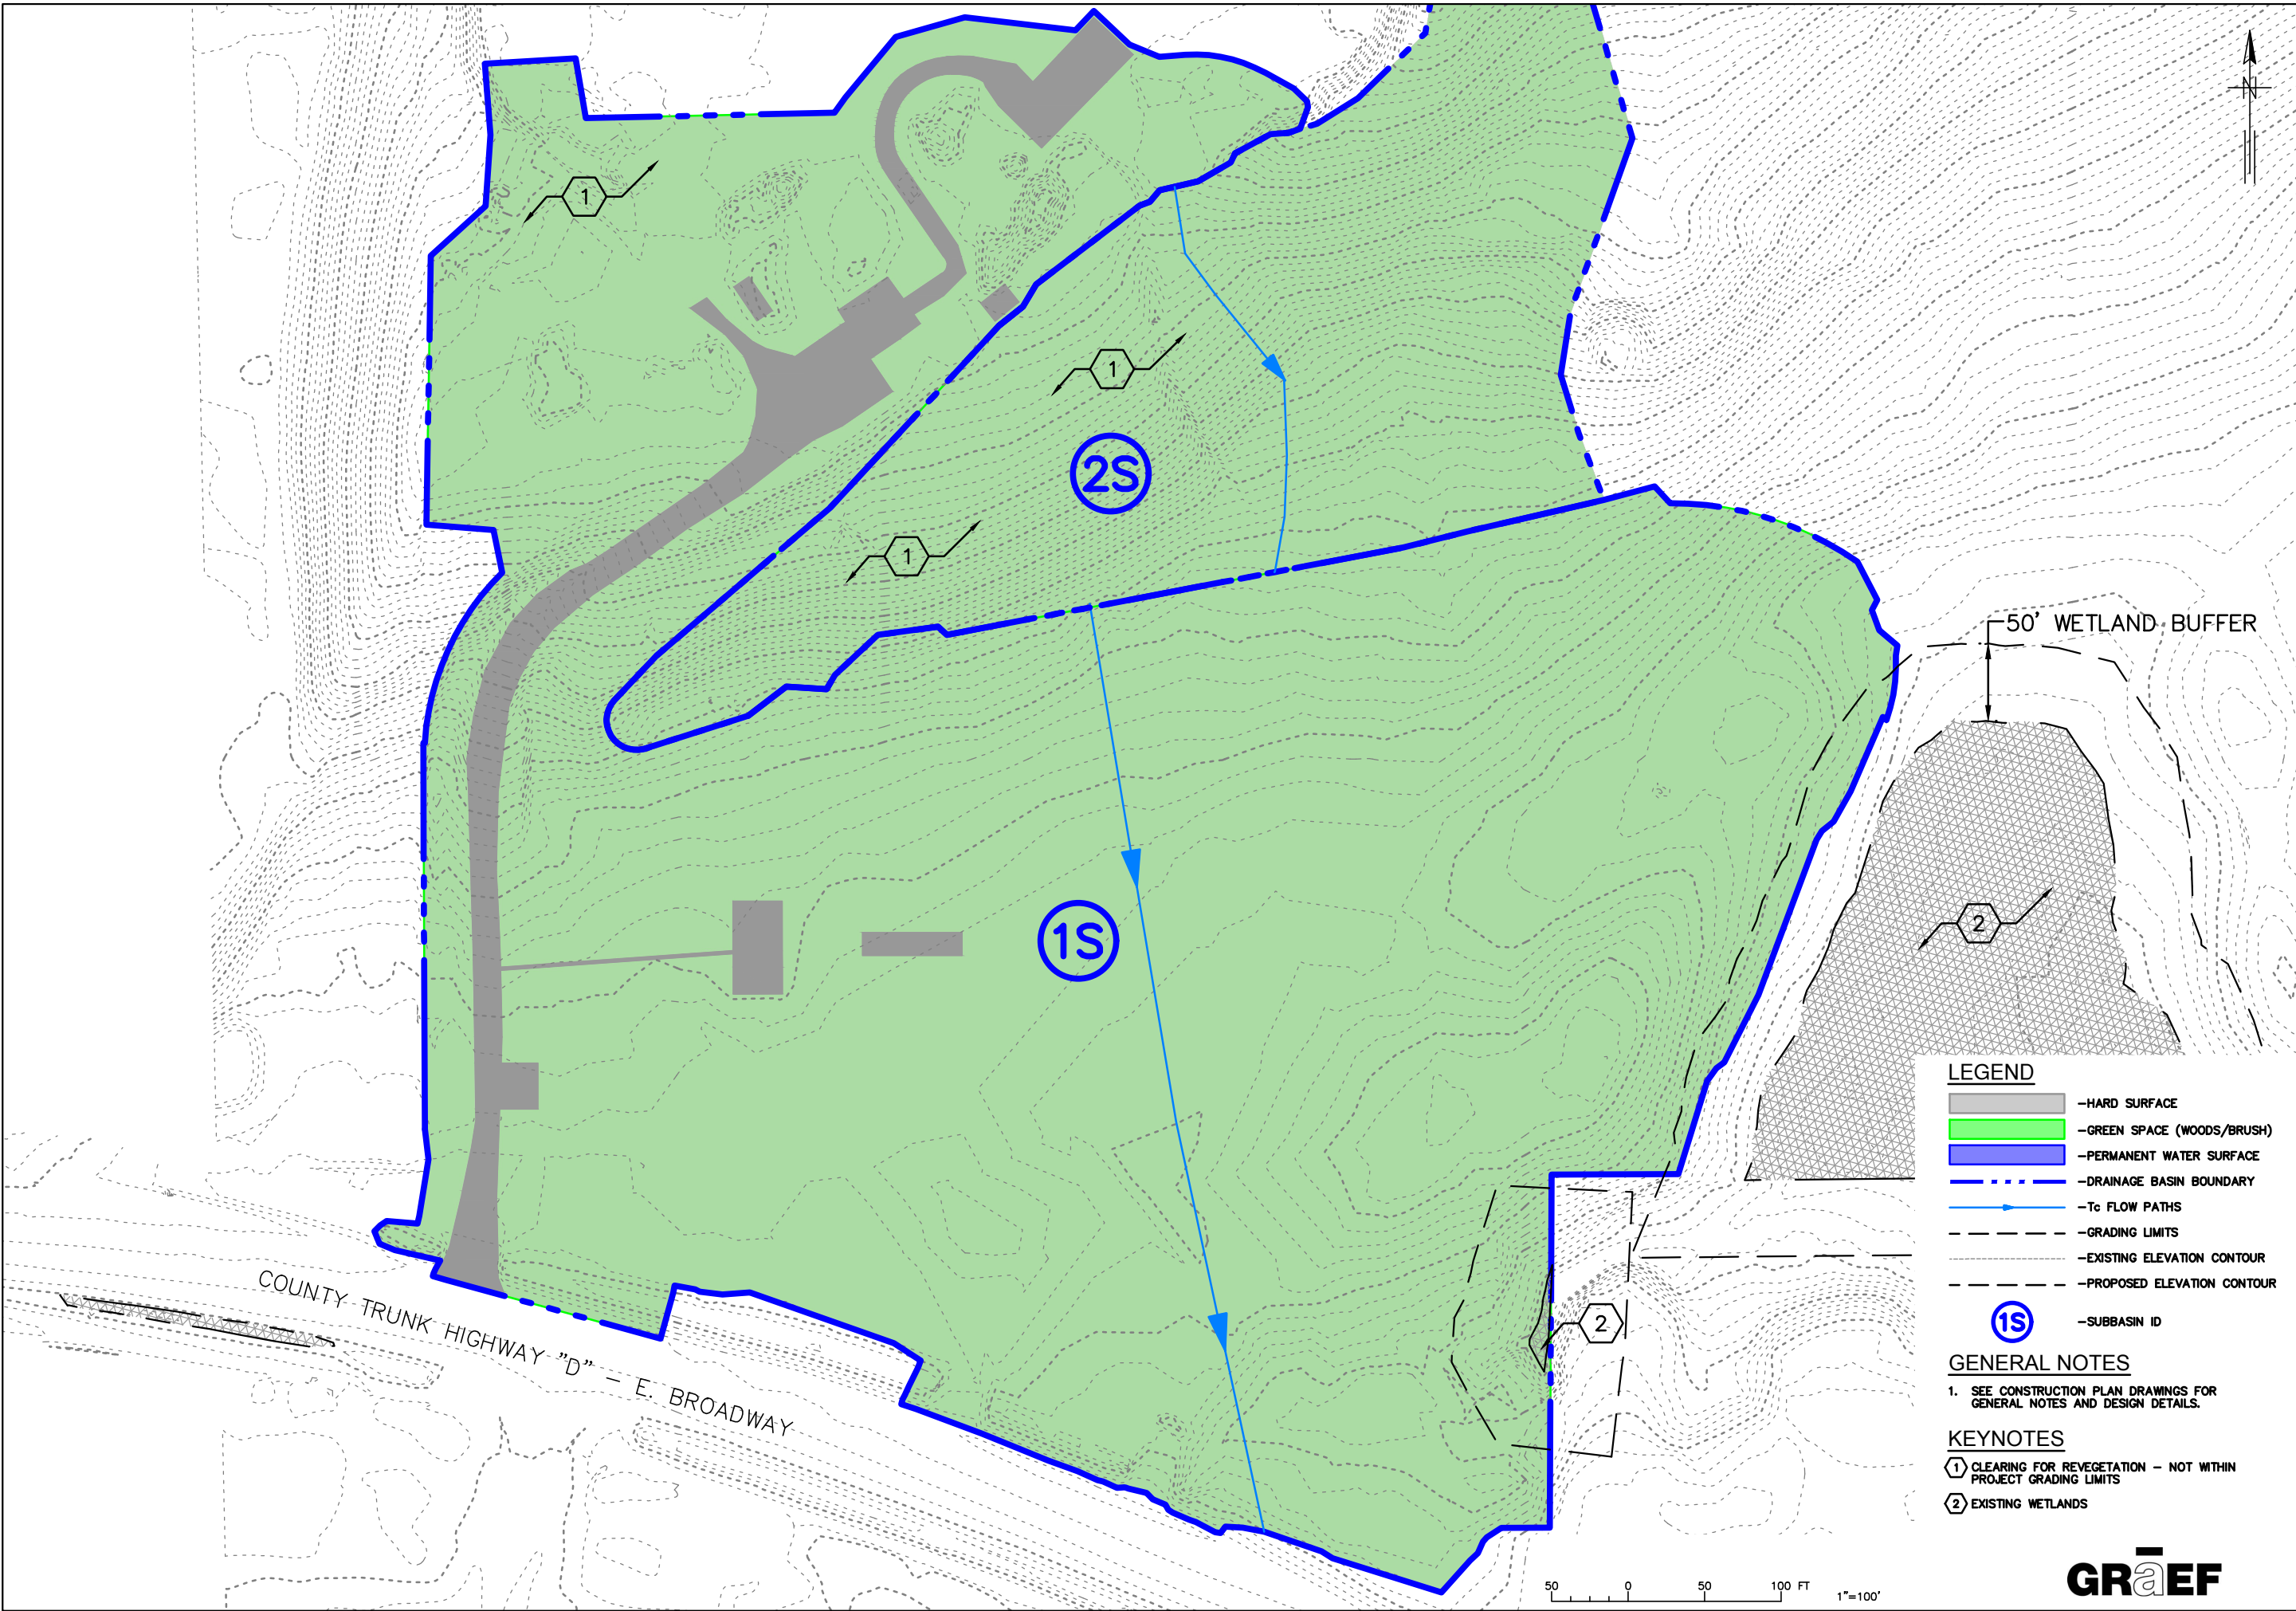 N
1
1
2S
1
50' WETLAND BUFFER
2
1S
2
COUNTY TRUNK HIGHWAY "D" - E. BROADWAY
LEGEND
-HARD SURFACE
-GREEN SPACE (WOODS/BRUSH)
-PERMANENT WATER SURFACE
-DRAINAGE BASIN BOUNDARY
-Tc FLOW PATHS
-GRADING LIMITS
-EXISTING ELEVATION CONTOUR
-PROPOSED ELEVATION CONTOUR
1S -SUBBASIN ID
GENERAL NOTES
1. SEE CONSTRUCTION PLAN DRAWINGS FOR
GENERAL NOTES AND DESIGN DETAILS.
KEYNOTES
1 CLEARING FOR REVEGETATION - NOT WITHIN
PROJECT GRADING LIMITS
2 EXISTING WETLANDS
50 0 50 100 FT
1"=100'
GRāEF